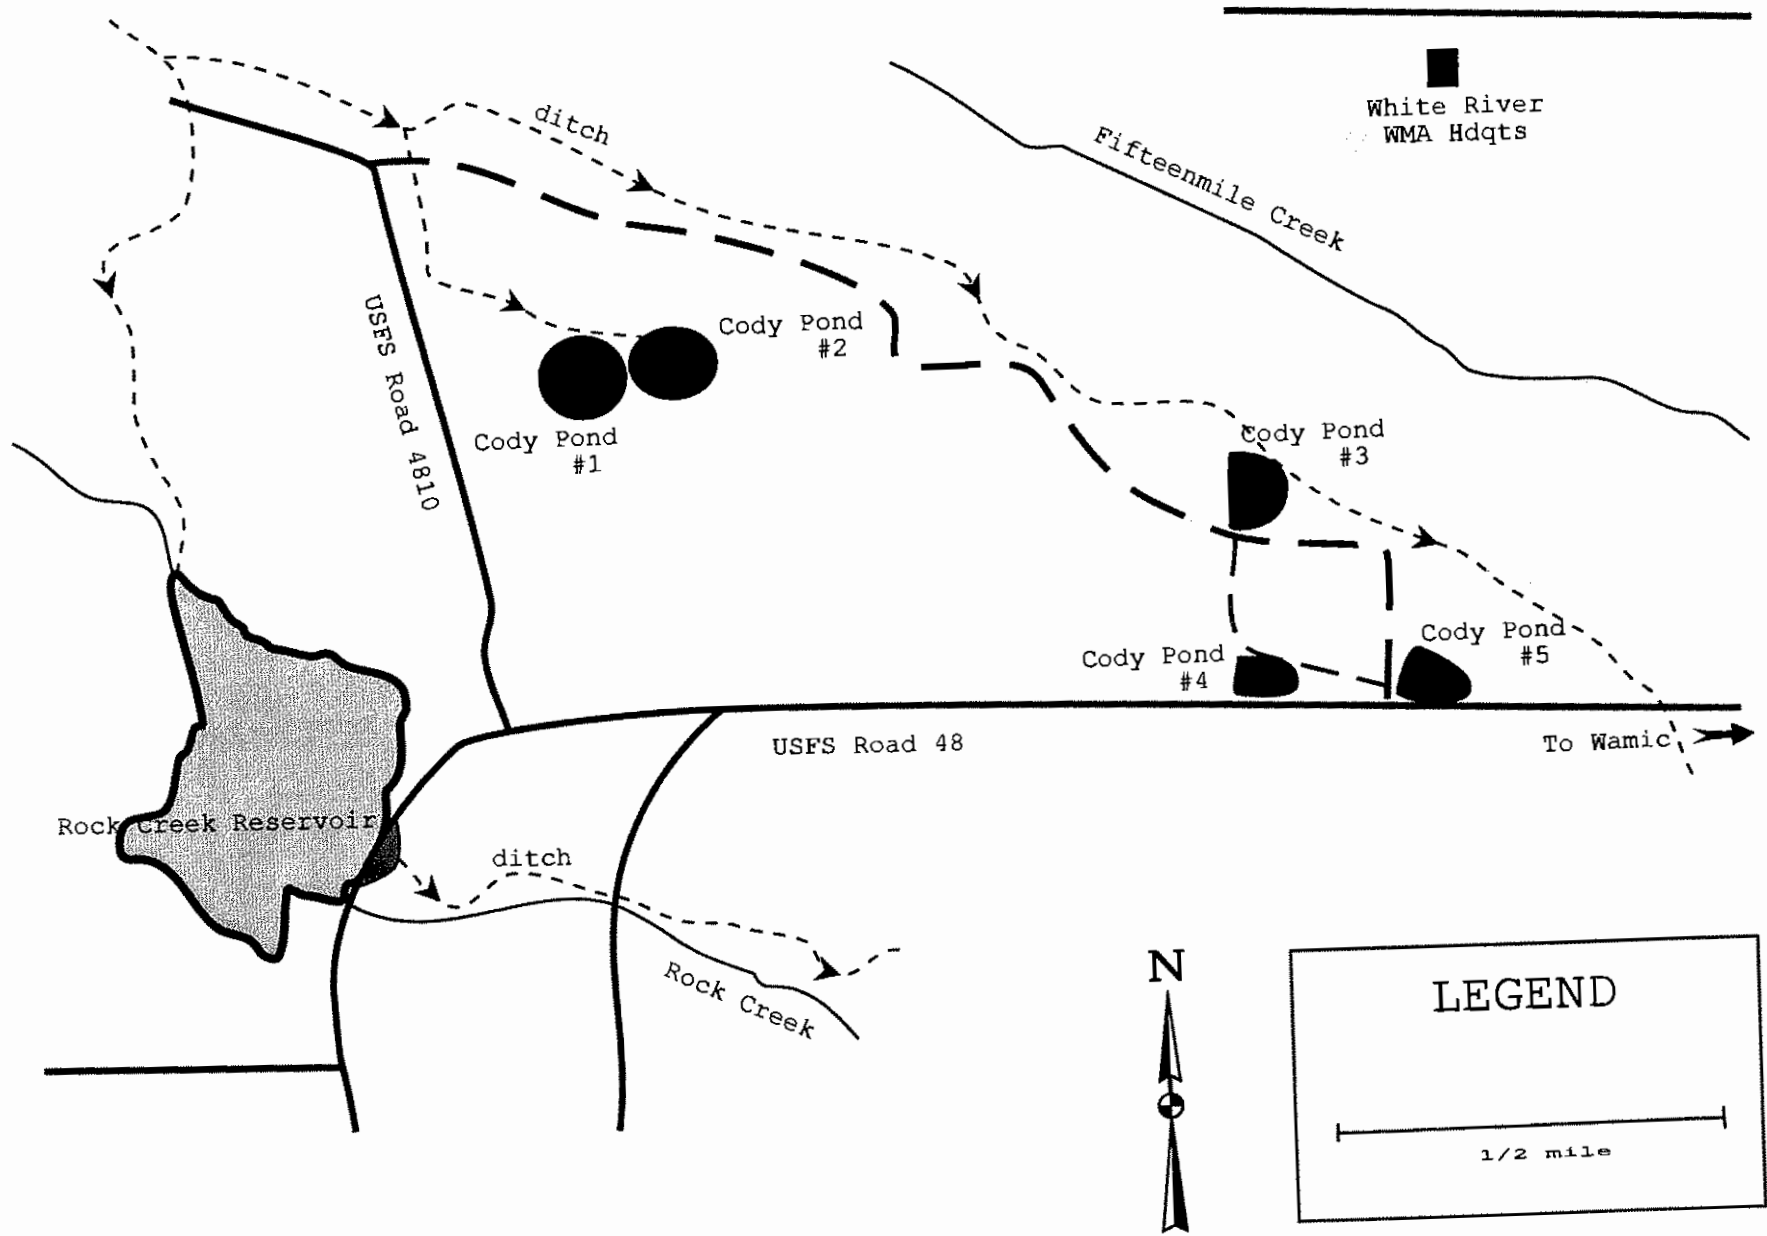 White River
WMA Hdqts
ditch
Fifteenmile Creek
USFS Road 4810
Cody Pond
#2
Cody Pond
#1
Cody Pond
#3
Cody Pond
#5
Cody Pond
#4
USFS Road 48
To Wamic
Rock Creek Reservoir
ditch
Rock Creek
N
LEGEND
1/2 mile